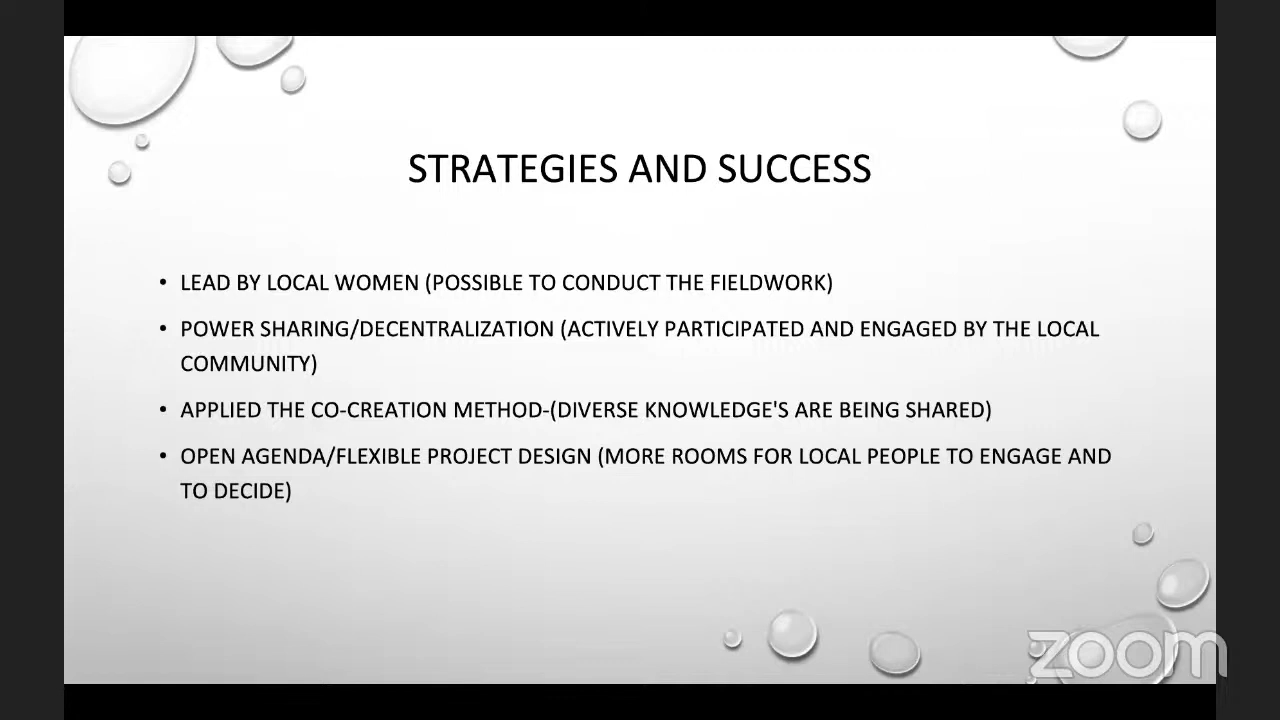 STRATEGIES AND SUCCESS
• LEAD BY LOCAL WOMEN (POSSIBLE TO CONDUCT THE FIELDWORK)
• POWER SHARING/DECENTRALIZATION (ACTIVELY PARTICIPATED AND ENGAGED BY THE LOCAL
COMMUNITY)
• APPLIED THE CO-CREATION METHOD-(DIVERSE KNOWLEDGE'S ARE BEING SHARED)
• OPEN AGENDA/FLEXIBLE PROJECT DESIGN (MORE ROOMS FOR LOCAL PEOPLE TO ENGAGE AND
TO DECIDE)
zoom